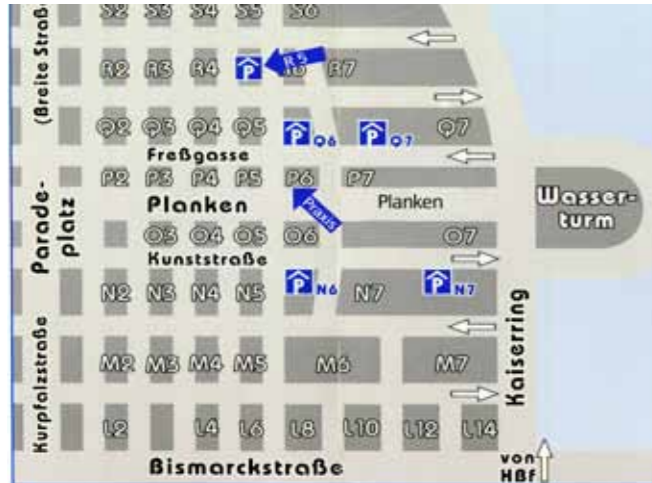 S2 S3 S4 S5 S6
(Breite Straß
R2 R3 R4 P R5 R7
Q2 Q3 Q4 Q5 P Q6 P Q7 Q7
Freßgasse
P2 P3 P4 P5 P6 P7
Parade-
platz
Planken Praxis Planken
Wasser-
turm
O3 O4 O5 O6 O7
Kunststraße
N2 N3 N4 N5 P N6 N7 P N7
Kurpfalzstraße
Kaiserring
M2 M3 M4 M5 M6 M7
L2 L4 L6 L8 L10 L12 L14
Bismarckstraße
von
HBf